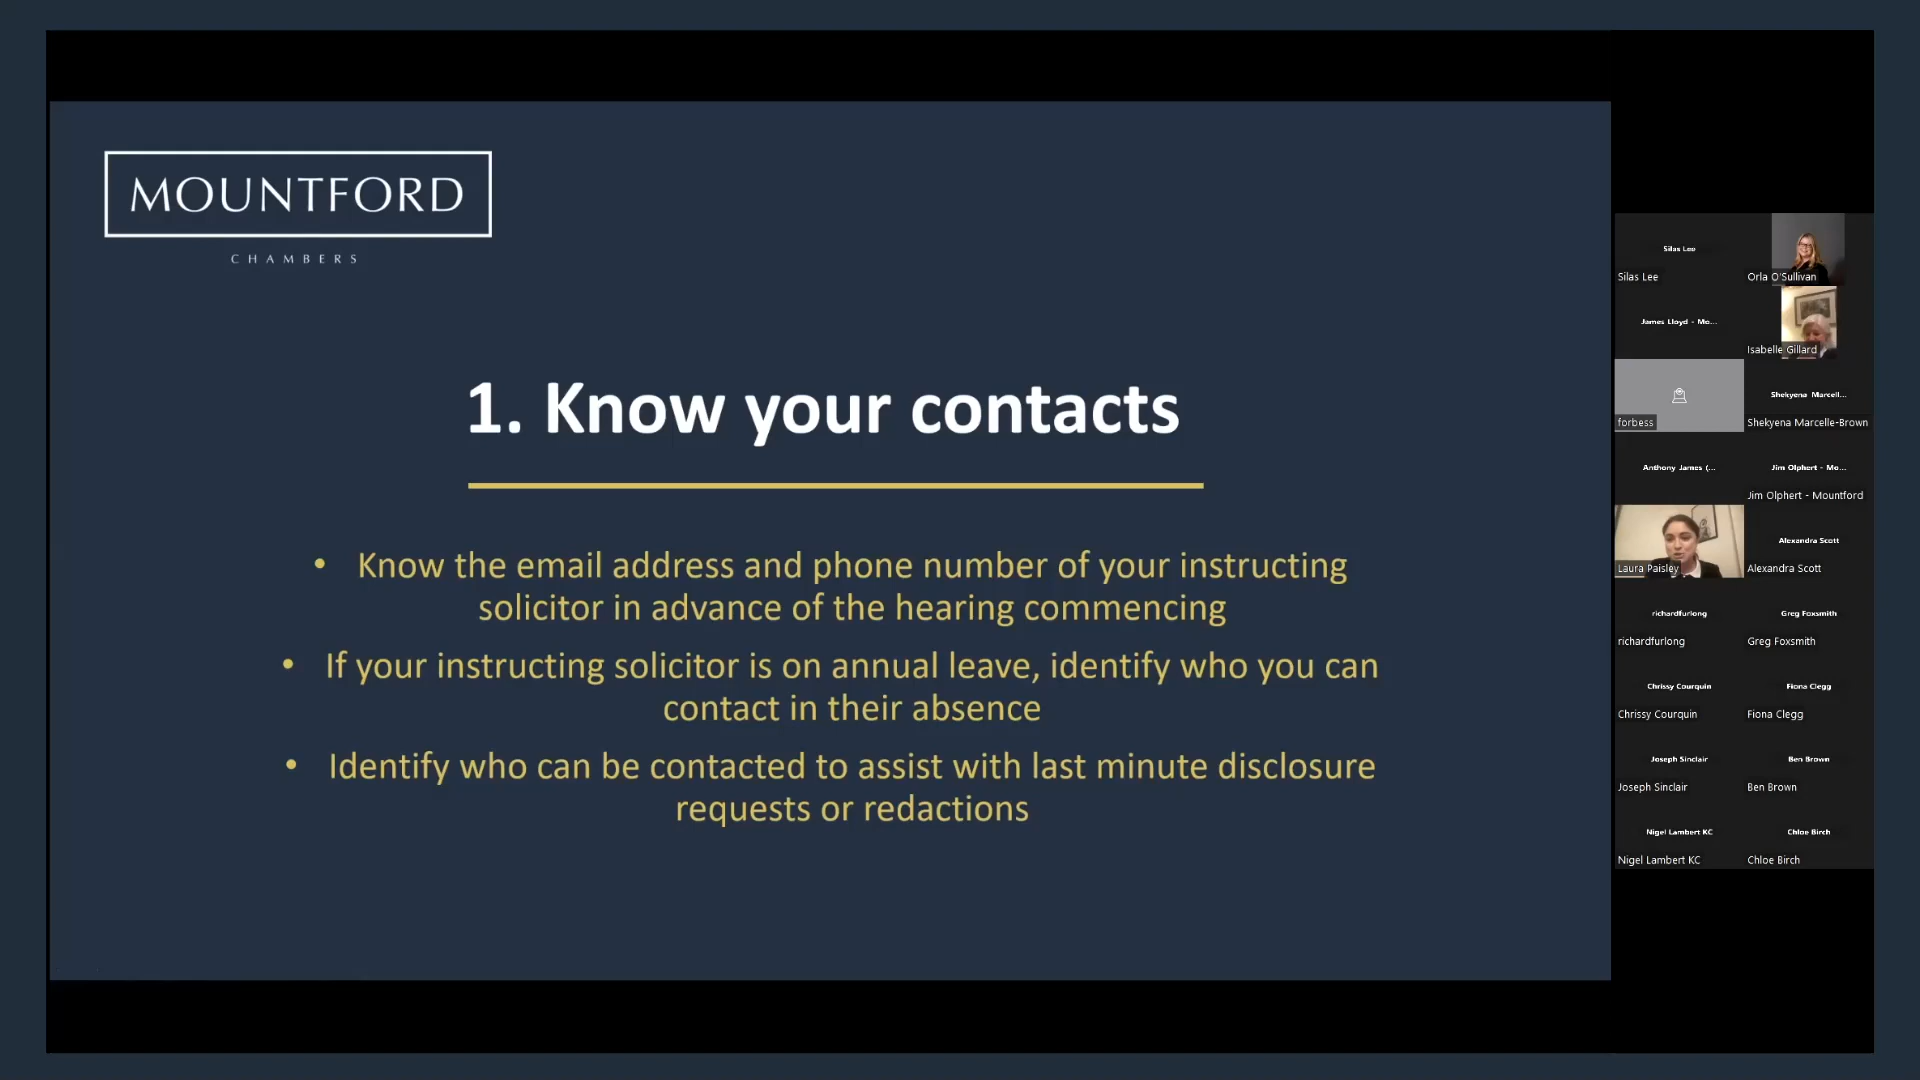 MOUNTFORD
CHAMBERS
1. Know your contacts
• Know the email address and phone number of your instructing
solicitor in advance of the hearing commencing
• If your instructing solicitor is on annual leave, identify who you can
contact in their absence
• Identify who can be contacted to assist with last minute disclosure
requests or redactions
Silas Lee
Silas Lee
Orla O'Sullivan
James Lloyd - Mo...
Isabelle Gillard
forbess
Shekyena Marcell...
Shekyena Marcelle-Brown
Anthony James (...
Jim Olphert - Mo...
Jim Olphert - Mountford
Laura Paisley
Alexandra Scott
Alexandra Scott
richardfurlong
richardfurlong
Greg Foxsmith
Greg Foxsmith
Chrissy Courquin
Chrissy Courquin
Fiona Clegg
Fiona Clegg
Joseph Sinclair
Joseph Sinclair
Ben Brown
Ben Brown
Nigel Lambert KC
Nigel Lambert KC
Chloe Birch
Chloe Birch